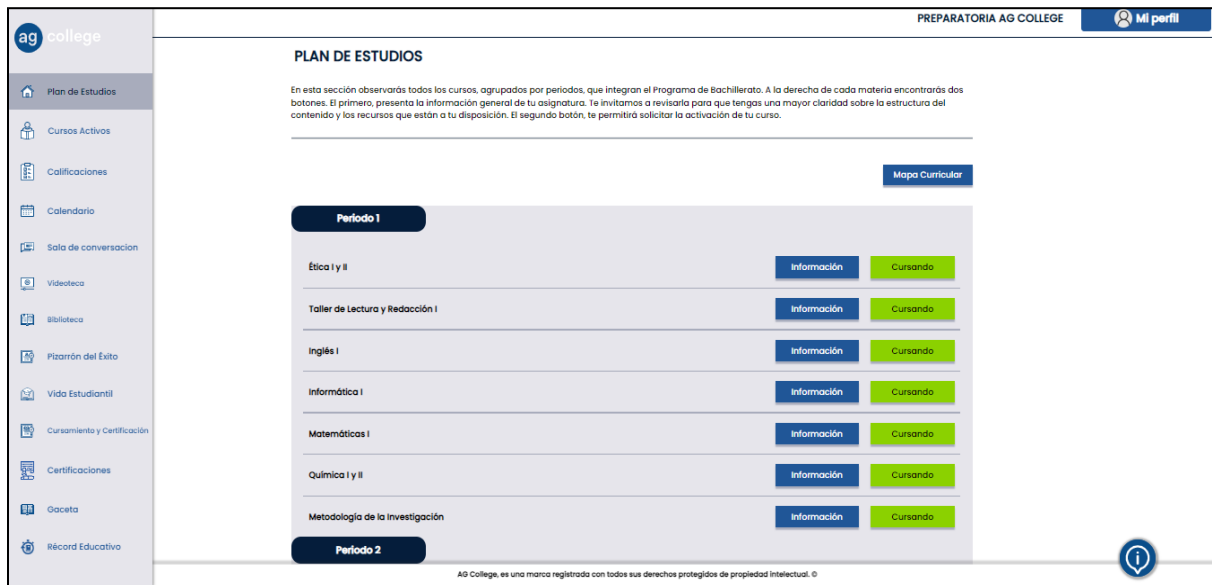 PREPARATORIA AG COLLEGE
Mi perfil
ag college
Plan de Estudios
Cursos Activos
Calificaciones
Calendario
Sala de conversacion
Videoteca
Biblioteca
Pizarrón del Éxito
Vida Estudiantil
Cursamiento y Certificación
Certificaciones
Gaceta
Récord Educativo
PLAN DE ESTUDIOS
En esta sección observarás todos los cursos, agrupados por periodos, que integran el Programa de Bachillerato. A la derecha de cada materia encontrarás dos
botones. El primero, presenta la información general de tu asignatura. Te invitamos a revisarla para que tengas una mayor claridad sobre la estructura del
contenido y los recursos que están a tu disposición. El segundo botón, te permitirá solicitar la activación de tu curso.
Mapa Curricular
Periodo 1
Ética I y II Información Cursando
Taller de Lectura y Redacción I Información Cursando
Inglés I Información Cursando
Informática I Información Cursando
Matemáticas I Información Cursando
Química I y II Información Cursando
Metodología de la Investigación Información Cursando
Periodo 2
AG College, es una marca registrada con todos sus derechos protegidos de propiedad intelectual. ©